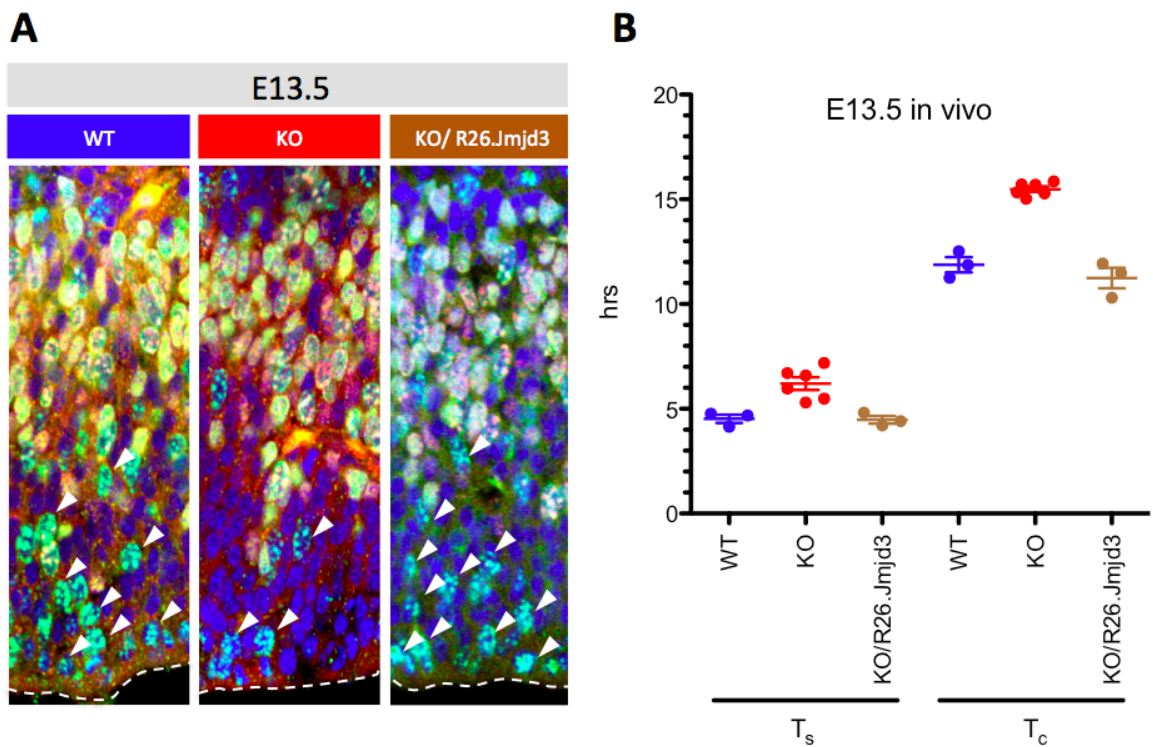 A
E13.5
WT
KO
KO/ R26.Jmjd3
B
E13.5 in vivo
hrs
20
15
10
5
0
WT
KO
KO/R26.Jmjd3
WT
KO
KO/R26.Jmjd3
Ts
Tc